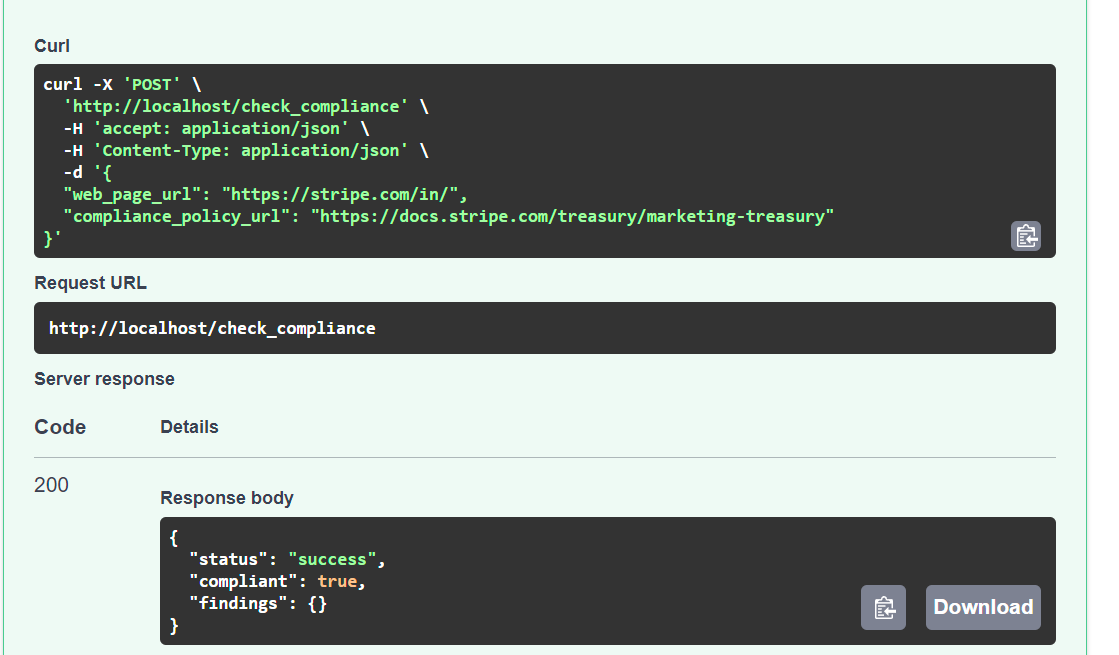 Curl
curl -X 'POST' \
'http://localhost/check_compliance' \
-H 'accept: application/json' \
-H 'Content-Type: application/json' \
-d '{
"web_page_url": "https://stripe.com/in/",
"compliance_policy_url": "https://docs.stripe.com/treasury/marketing-treasury"
}'
Request URL
http://localhost/check_compliance
Server response
Code Details
200
Response body
{
"status": "success",
"compliant": true,
"findings": {}
}
Download